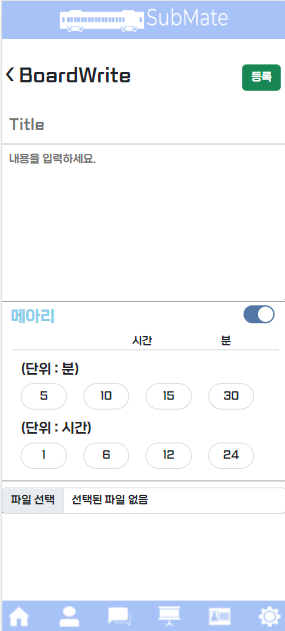 SubMate
BoardWrite 등록
Title
내용을 입력하세요.
메아리
시간 분
(단위 : 분)
5 10 15 30
(단위 : 시간)
1 6 12 24
파일 선택 선택된 파일 없음